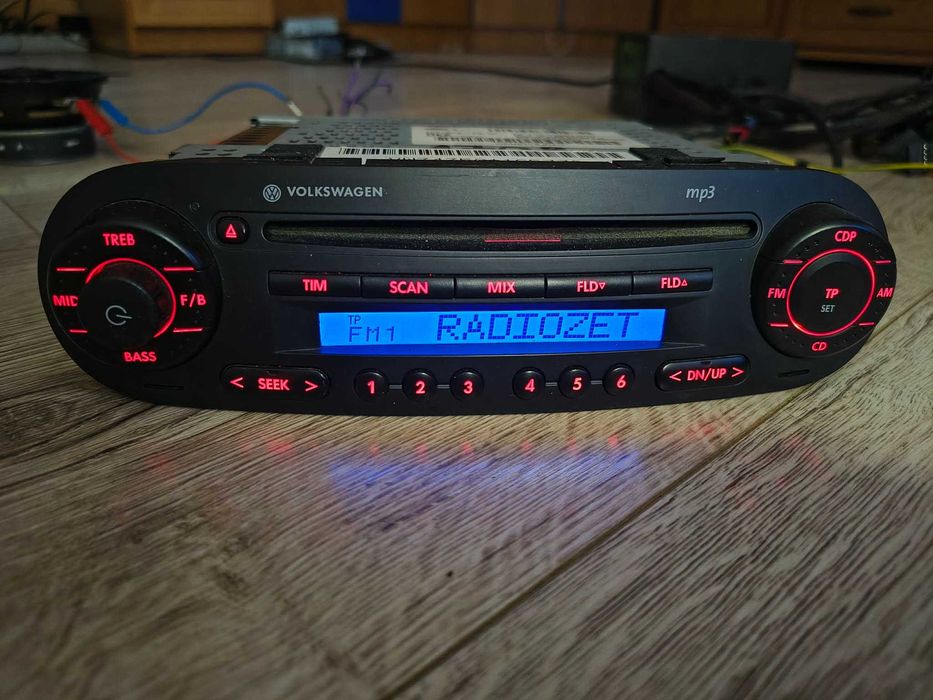 VOLKSWAGEN
mp3
TREB
MID
F/B
BASS
TIM
SCAN
MIX
FLD▿
FLD▵
TP
FM1
RADIOZET
< SEEK >
1 2 3 4 5 6
< DN/UP >
CDP
FM
TP
SET
AM
CD